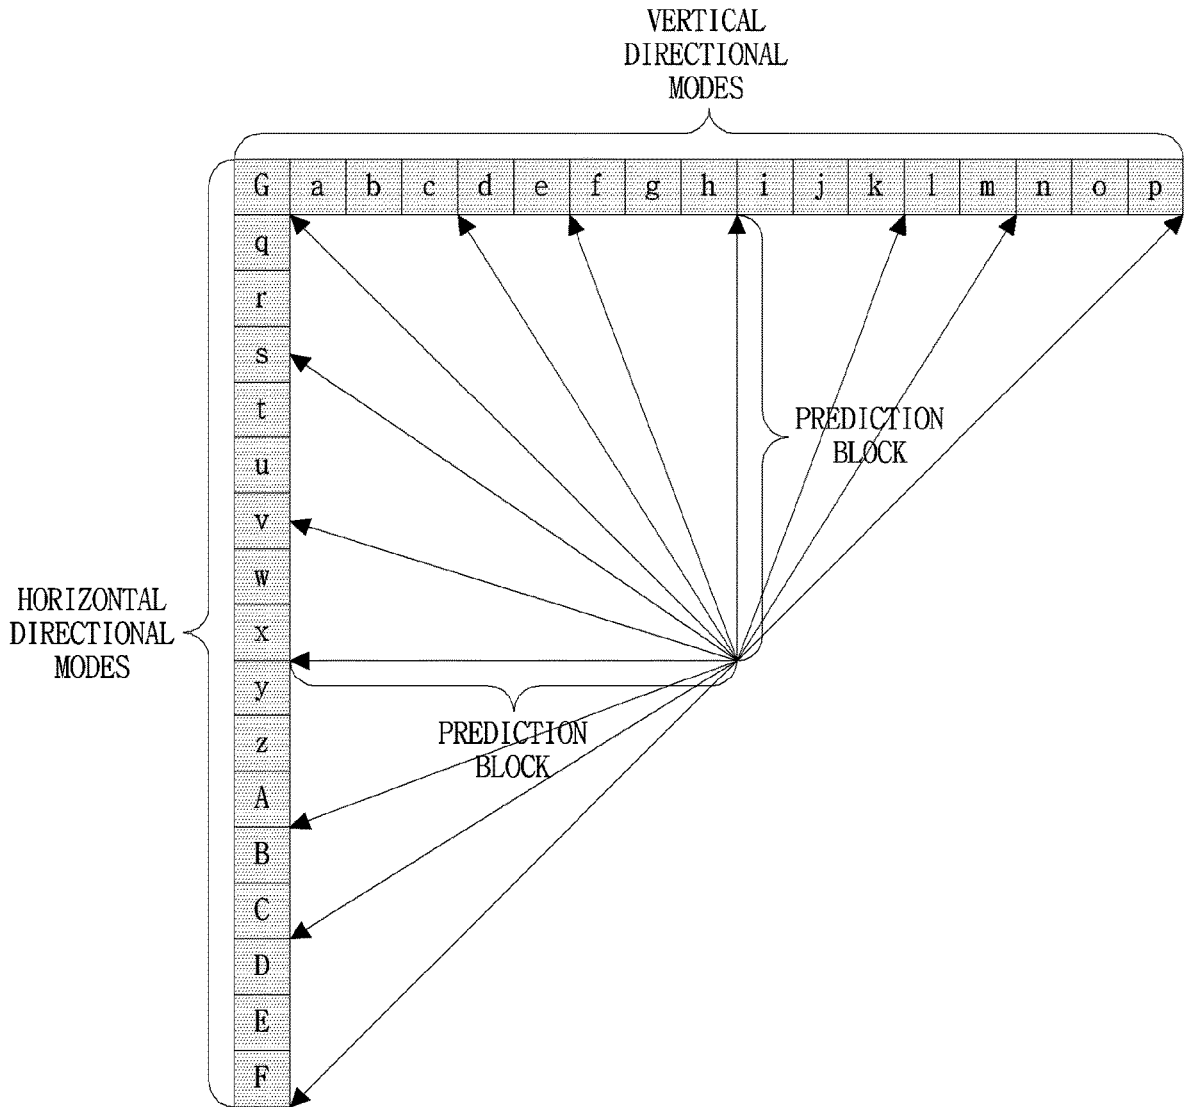 VERTICAL
DIRECTIONAL
MODES
G a b c d e f g h i j k l m n o p
q
r
s
t
u
v
w
x
y
z
A
B
C
D
E
F
PREDICTION
BLOCK
HORIZONTAL
DIRECTIONAL
MODES
PREDICTION
BLOCK